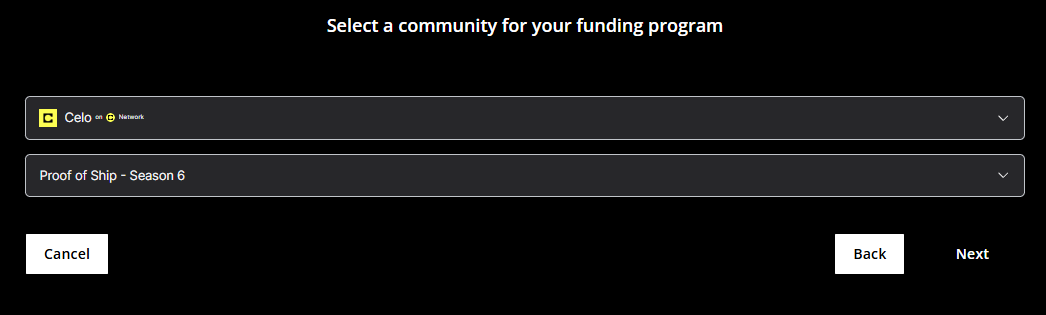 Select a community for your funding program
Celo on Network
Proof of Ship - Season 6
Cancel
Back
Next